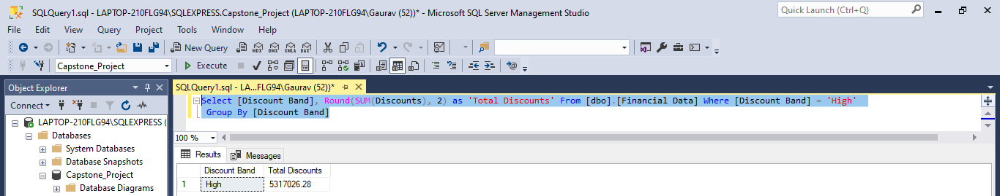 SQLQuery1.sql - LAPTOP-210FLG94\SQLEXPRESS.Capstone_Project (LAPTOP-210FLG94\Gaurav (52))* - Microsoft SQL Server Management Studio
Quick Launch (Ctrl+Q)
File Edit View Query Project Tools Window Help
New Query MDX DMX XMLA DAX
Capstone_Project Execute
Object Explorer
SQLQuery1.sql - LA...FLG94\Gaurav (52))*
Connect
Select [Discount Band], Round(SUM(Discounts), 2) as 'Total Discounts' From [dbo].[Financial Data] Where [Discount Band] = 'High'
Group By [Discount Band]
LAPTOP-210FLG94\SQLEXPRESS (
Databases
System Databases
Database Snapshots
Capstone_Project
Database Diagrams
100 %
Results Messages
Discount Band Total Discounts
1 High 5317026.28